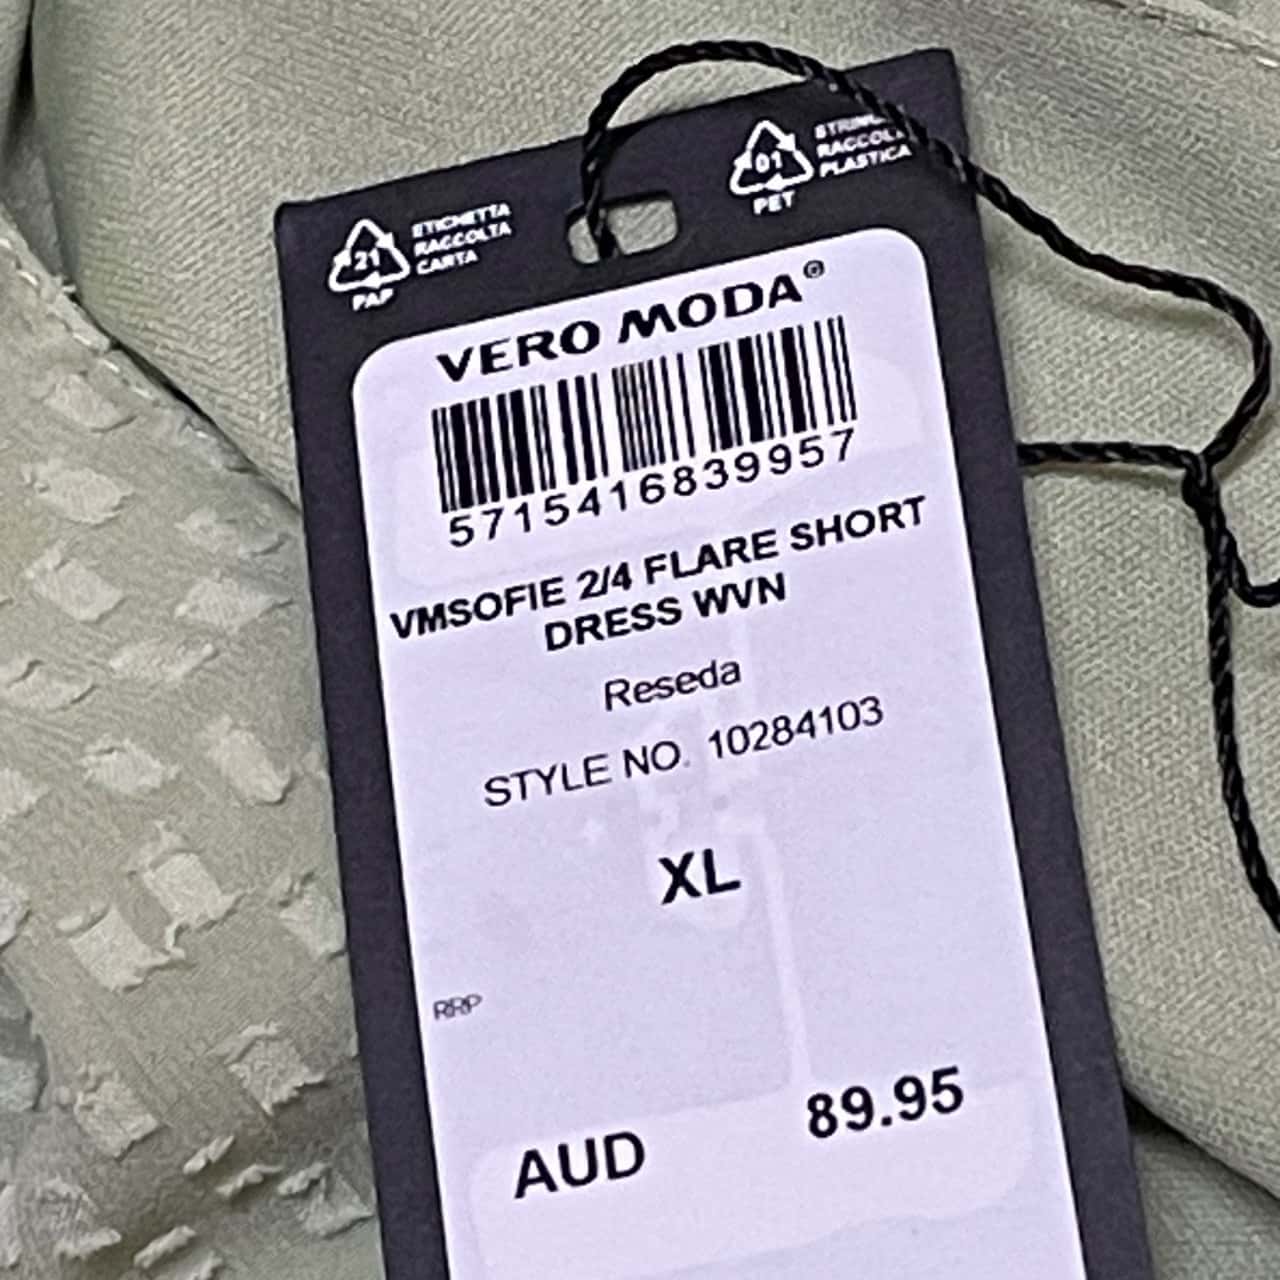 21
PAP
ETICHETTA
RACCOLTA
CARTA
01
PET
RACCOLTA
PLASTICA
VERO MODA®
5715416839957
VMSOFIE 2/4 FLARE SHORT
DRESS WVN
Reseda
STYLE NO. 10284103
XL
RRP
AUD 89.95